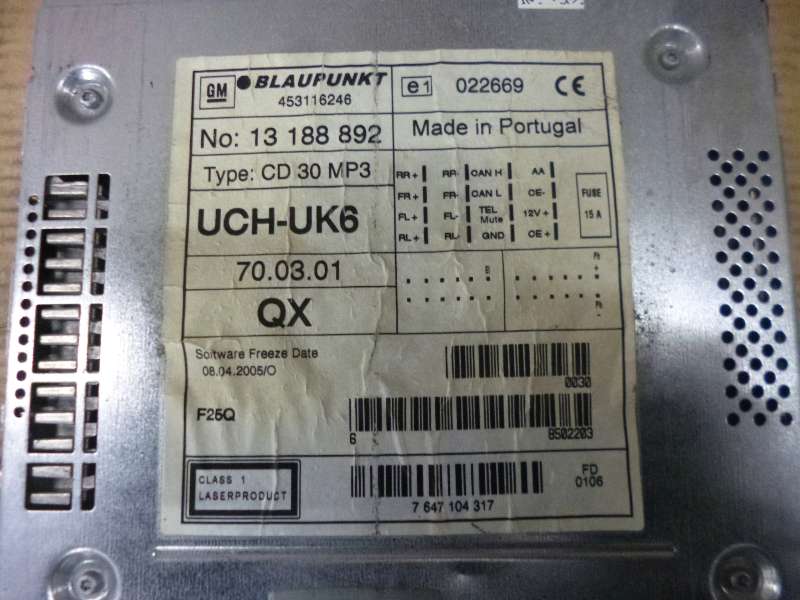 GM BLAUPUNKT
453116246
e1 022669 CE
No: 13 188 892
Made in Portugal
Type: CD 30 MP3
UCH-UK6
70.03.01
QX
RR+ RR- CAN H AA
FR+ FR- CAN L CE-
FL+ FL- TEL Mute 12V+
RL+ RL- GND CE+
FUSE
15 A
Software Freeze Date
08.04.2005/O
0030
F25Q
6 8502203
CLASS 1
LASERPRODUCT
7 647 104 317
FD
0106